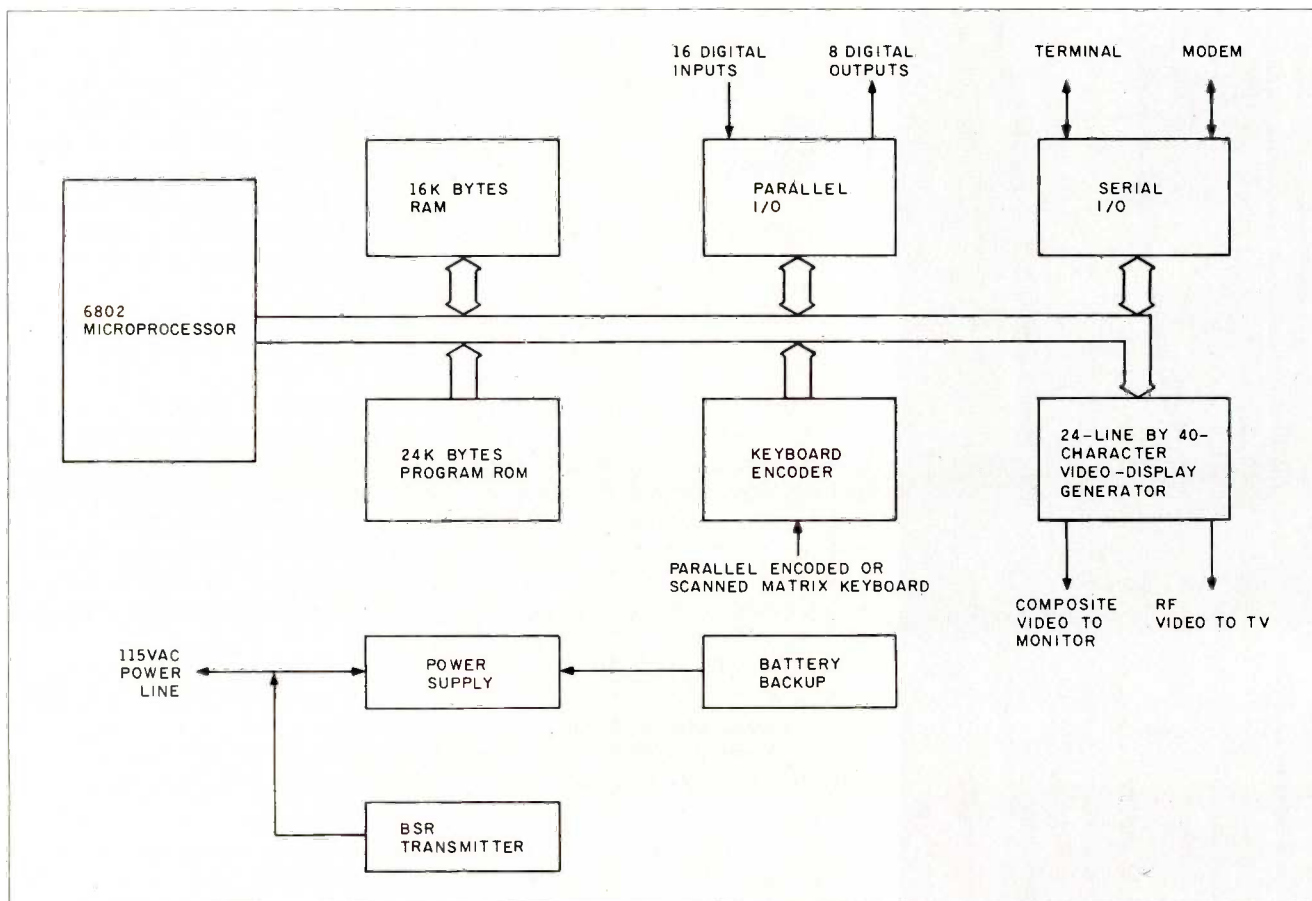 16 DIGITAL
INPUTS
8 DIGITAL
OUTPUTS
TERMINAL
MODEM
6802
MICROPROCESSOR
16K BYTES
RAM
PARALLEL
I/O
SERIAL
I/O
24K BYTES
PROGRAM ROM
KEYBOARD
ENCODER
24-LINE BY 40-
CHARACTER
VIDEO-DISPLAY
GENERATOR
PARALLEL ENCODED OR
SCANNED MATRIX KEYBOARD
COMPOSITE
VIDEO TO
MONITOR
RF
VIDEO TO TV
115VAC
POWER
LINE
POWER
SUPPLY
BATTERY
BACKUP
BSR
TRANSMITTER